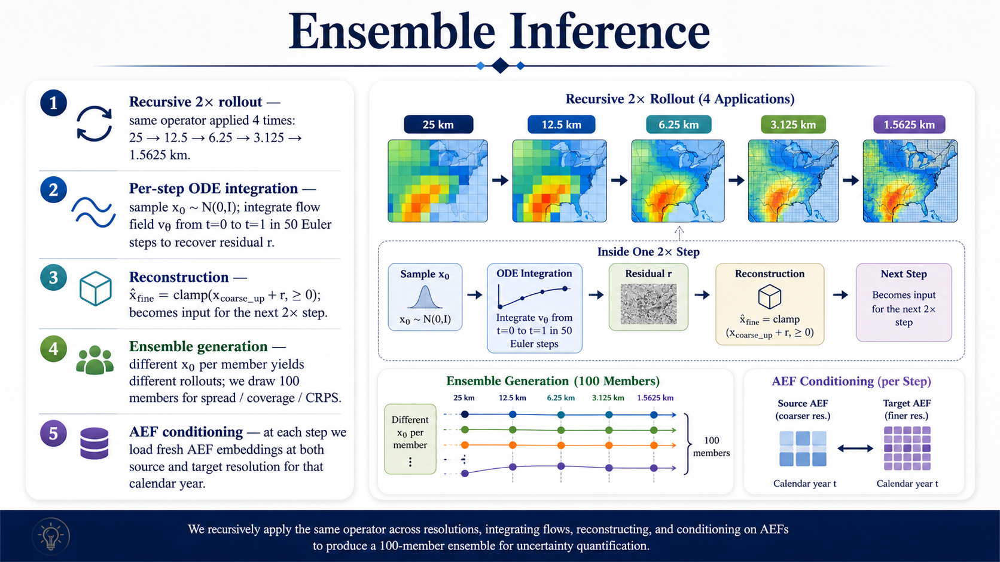 Ensemble Inference
1
Recursive 2× rollout —
same operator applied 4 times:
25 → 12.5 → 6.25 → 3.125 →
1.5625 km.
2
Per-step ODE integration —
sample x₀ ~ N(0,I); integrate flow
field vθ from t=0 to t=1 in 50 Euler
steps to recover residual r.
3
Reconstruction —
x̂fine = clamp(xcoarse_up + r, ≥ 0);
becomes input for the next 2× step.
4
Ensemble generation —
different x₀ per member yields
different rollouts; we draw 100
members for spread / coverage / CRPS.
5
AEF conditioning — at each step we
load fresh AEF embeddings at both
source and target resolution for that
calendar year.
Recursive 2× Rollout (4 Applications)
25 km
12.5 km
6.25 km
3.125 km
1.5625 km
Inside One 2× Step
Sample x₀
x₀ ~ N(0,I)
ODE Integration
Integrate vθ from
t=0 to t=1 in 50
Euler steps
Residual r
Reconstruction
x̂fine = clamp
(xcoarse_up + r, ≥ 0)
Next Step
Becomes input
for the next 2×
step
Ensemble Generation (100 Members)
25 km
12.5 km
6.25 km
3.125 km
1.5625 km
Different
x₀ per
member
⋮
100
members
AEF Conditioning (per Step)
Source AEF
(coarser res.)
Calendar year t
Target AEF
(finer res.)
Calendar year t
We recursively apply the same operator across resolutions, integrating flows, reconstructing, and conditioning on AEFs
to produce a 100-member ensemble for uncertainty quantification.